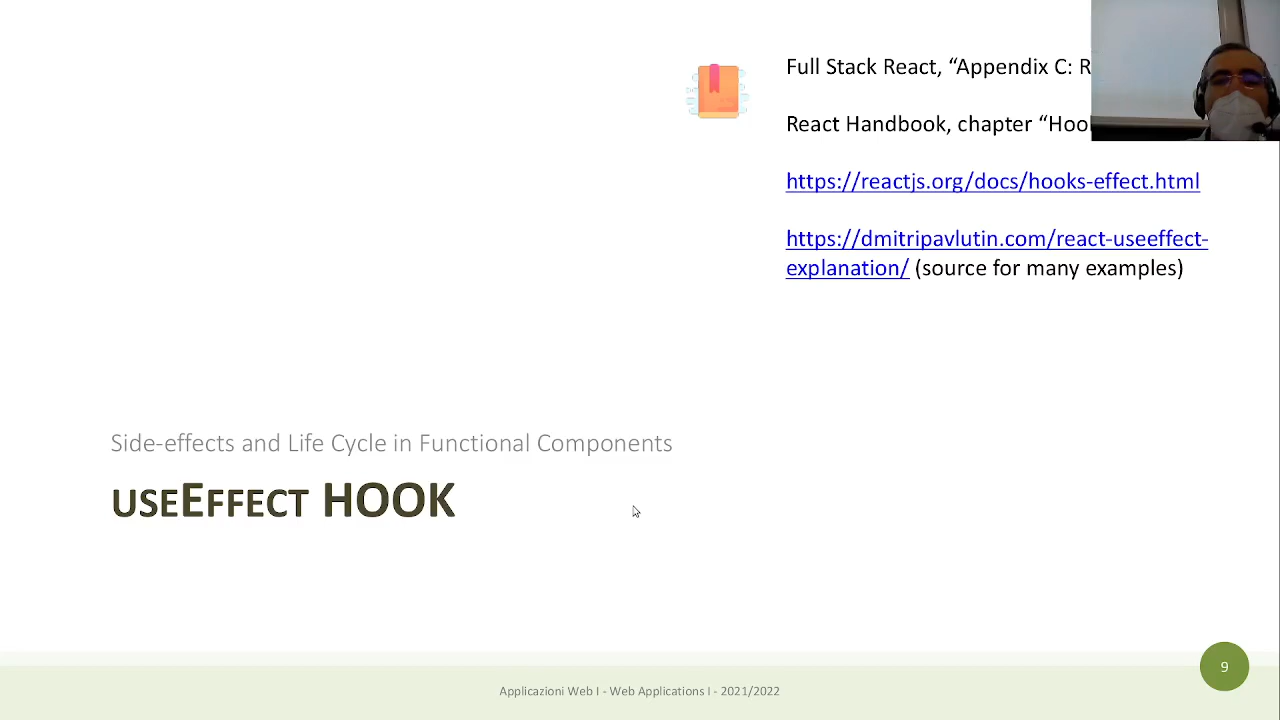 Full Stack React, “Appendix C:
React Handbook, chapter
https://reactjs.org/docs/hooks-effect.html
https://dmitripavlutin.com/react-useeffect-
explanation/ (source for many examples)
Side-effects and Life Cycle in Functional Components
USEEFFECT HOOK
9
Applicazioni Web I - Web Applications I - 2021/2022